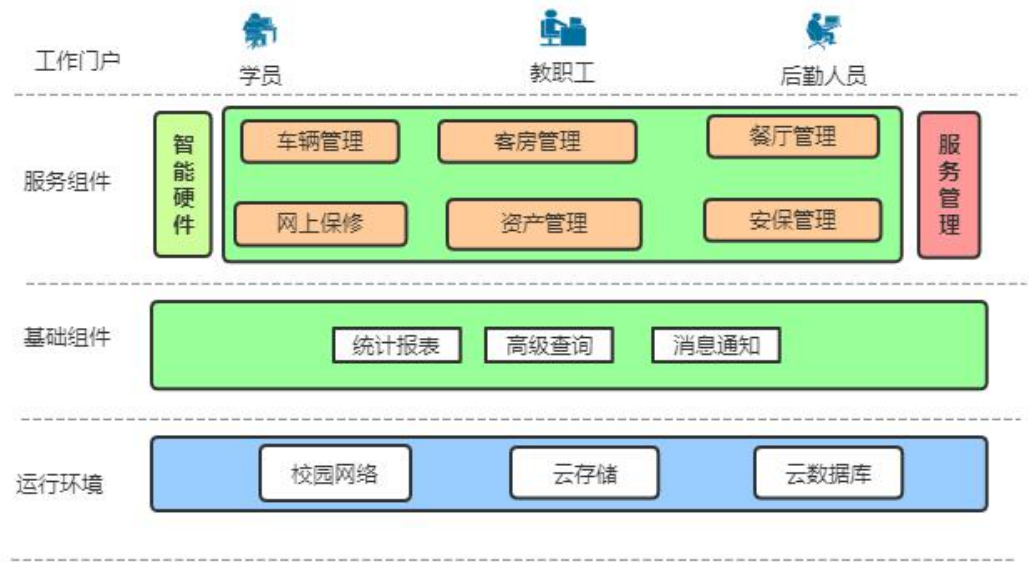 工作门户
学员
教职工
后勤人员
服务组件
智能硬件
车辆管理
客房管理
餐厅管理
网上保修
资产管理
安保管理
服务管理
基础组件
统计报表
高级查询
消息通知
运行环境
校园网络
云存储
云数据库